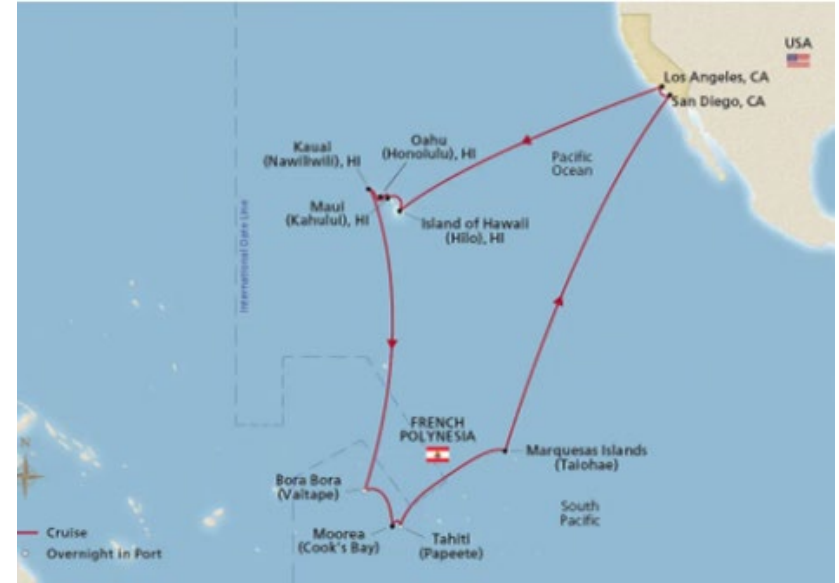 USA
Los Angeles, CA
San Diego, CA
Pacific
Ocean
Oahu
(Honolulu), HI
Kauai
(Nawiliwili), HI
Maui
(Kahului), HI
Island of Hawaii
(Hilo), HI
International Date Line
FRENCH
POLYNESIA
Marquesas Islands
(Taiohae)
Bora Bora
(Vaitape)
South
Pacific
Moorea
(Cook's Bay)
Tahiti
(Papeete)
N
Cruise
Overnight in Port